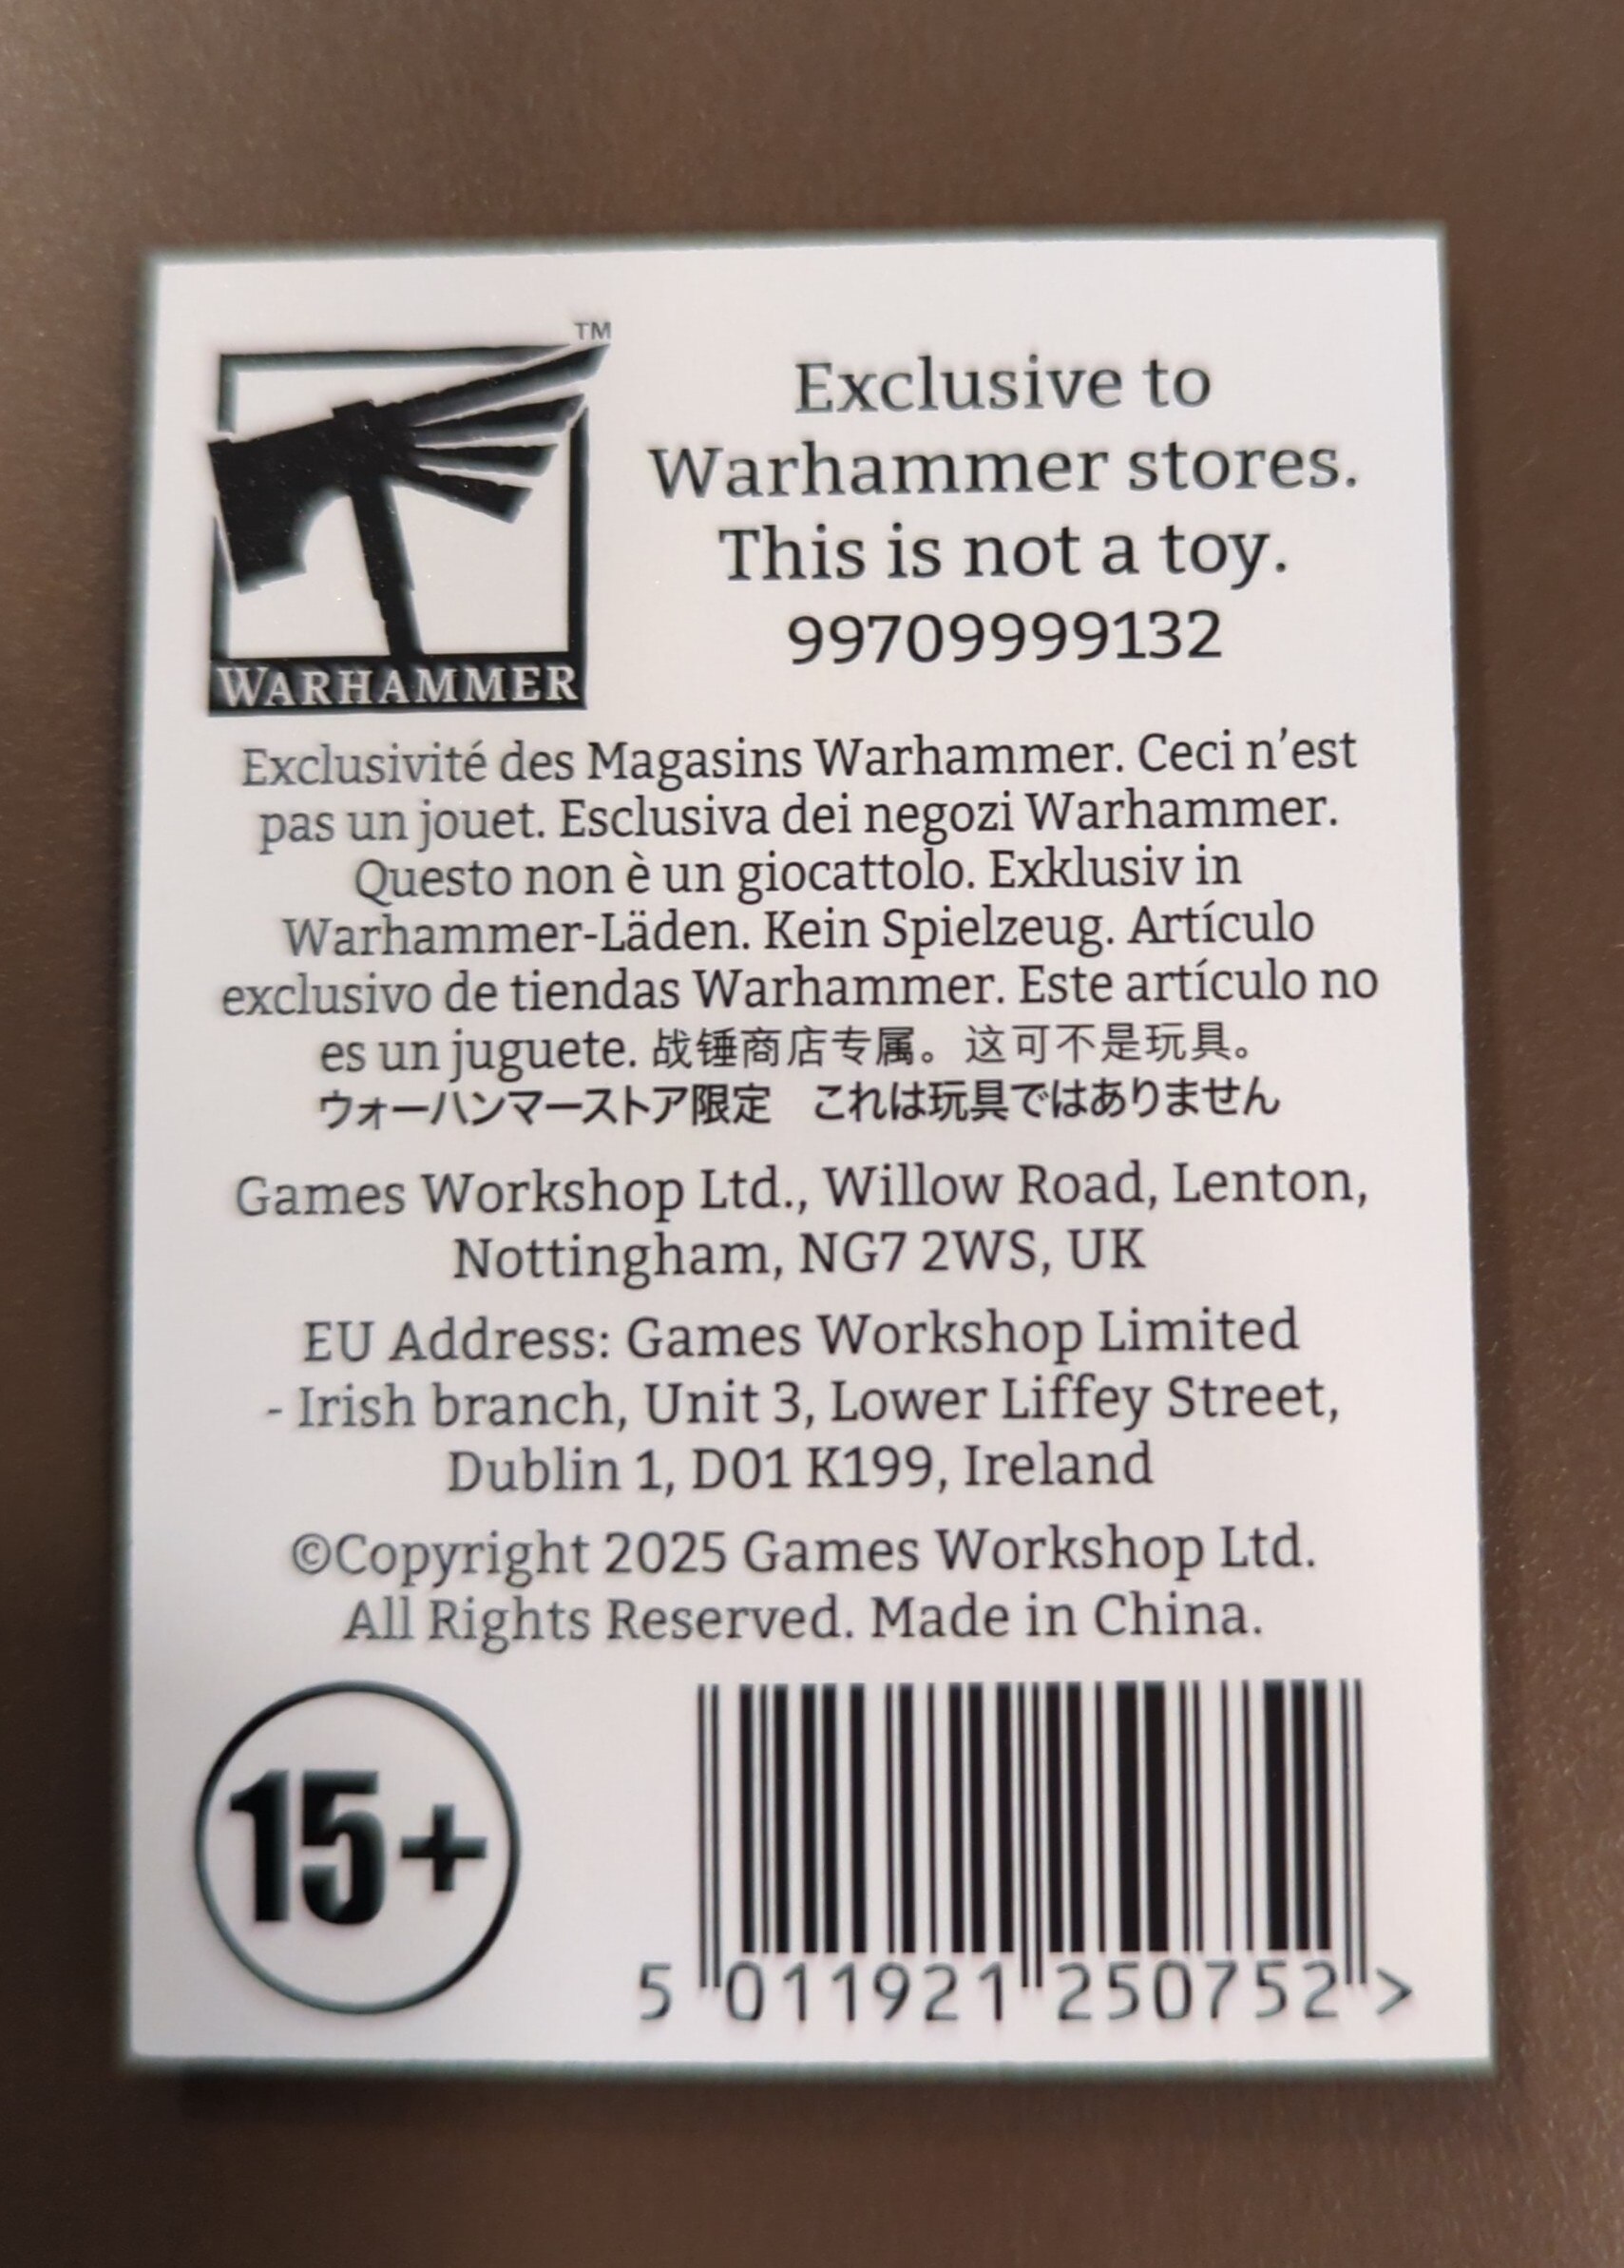 TM
WARHAMMER
Exclusive to
Warhammer stores.
This is not a toy.
99709999132
Exclusivité des Magasins Warhammer. Ceci n’est
pas un jouet. Esclusiva dei negozi Warhammer.
Questo non è un giocattolo. Exklusiv in
Warhammer-Läden. Kein Spielzeug. Artículo
exclusivo de tiendas Warhammer. Este artículo no
es un juguete. 战锤商店专属。这可不是玩具。
ウォーハンマーストア限定　これは玩具ではありません
Games Workshop Ltd., Willow Road, Lenton,
Nottingham, NG7 2WS, UK
EU Address: Games Workshop Limited
- Irish branch, Unit 3, Lower Liffey Street,
Dublin 1, D01 K199, Ireland
©Copyright 2025 Games Workshop Ltd.
All Rights Reserved. Made in China.
15+
5 011921 250752 >